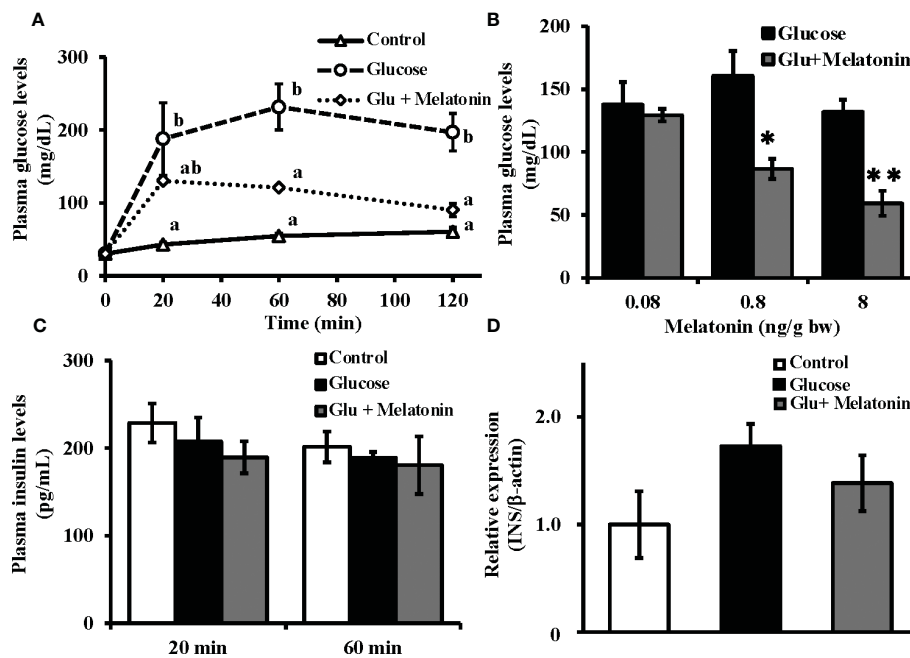 A
Control
Glucose
Glu + Melatonin
Plasma glucose levels
(mg/dL)
300
200
100
0
b
b
b
ab
a
a
a
a
a
0 20 40 60 80 100 120
Time (min)
B
Glucose
Glu+Melatonin
Plasma glucose levels
(mg/dL)
200
150
100
50
0
*
**
0.08 0.8 8
Melatonin (ng/g bw)
C
Control
Glucose
Glu + Melatonin
Plasma insulin levels
(pg/mL)
300
200
100
0
20 min 60 min
D
Control
Glucose
Glu+ Melatonin
Relative expression
(INS/β-actin)
2.0
1.0
0